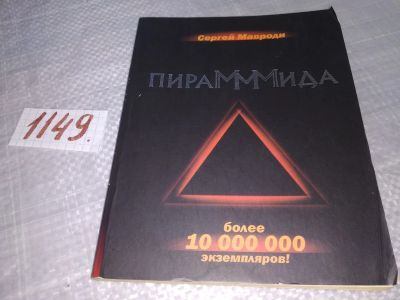 Сергей Мавроди
ПИРАМММИДА
более
10 000 000
экземпляров!
1149.